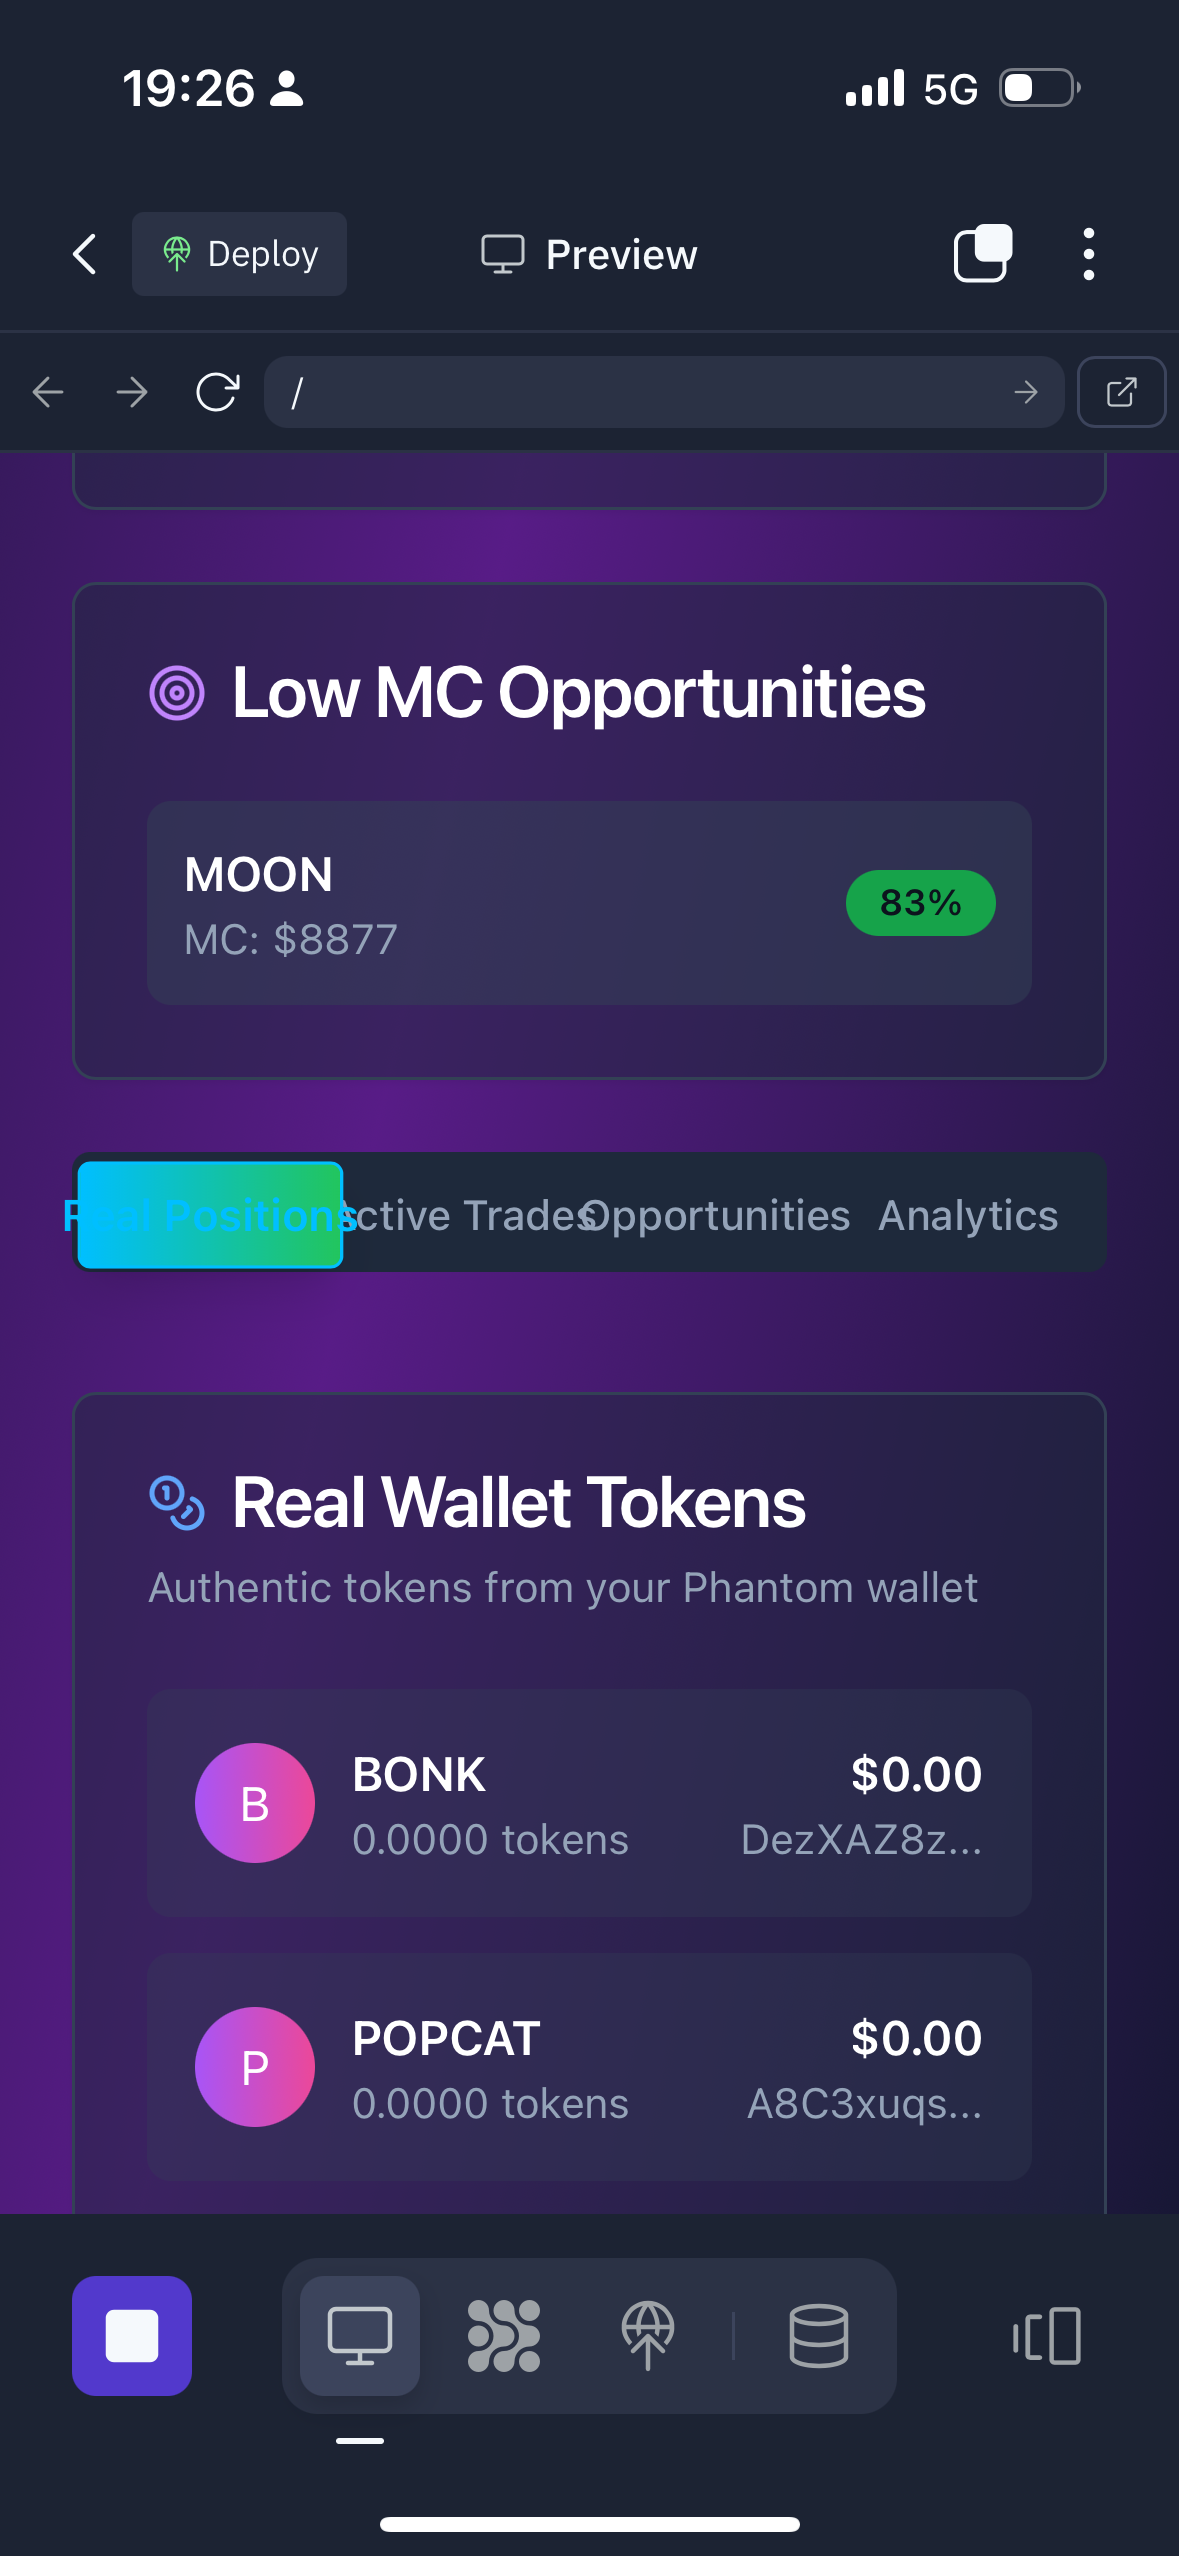 19:26
5G
Deploy
Preview
/
Low MC Opportunities
MOON
83%
MC: $8877
Real Positions
Active Trades
Opportunities
Analytics
Real Wallet Tokens
Authentic tokens from your Phantom wallet
B
BONK
$0.00
0.0000 tokens
DezXAZ8z...
P
POPCAT
$0.00
0.0000 tokens
A8C3xuqs...